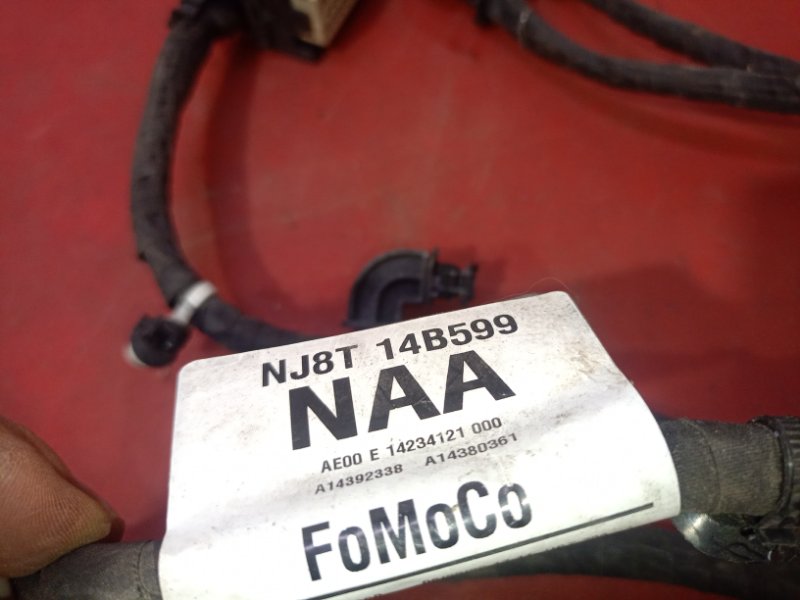 NJ8T 14B599
NAA
AE00 E 14234121 000
A14392338 A14380361
FoMoCo